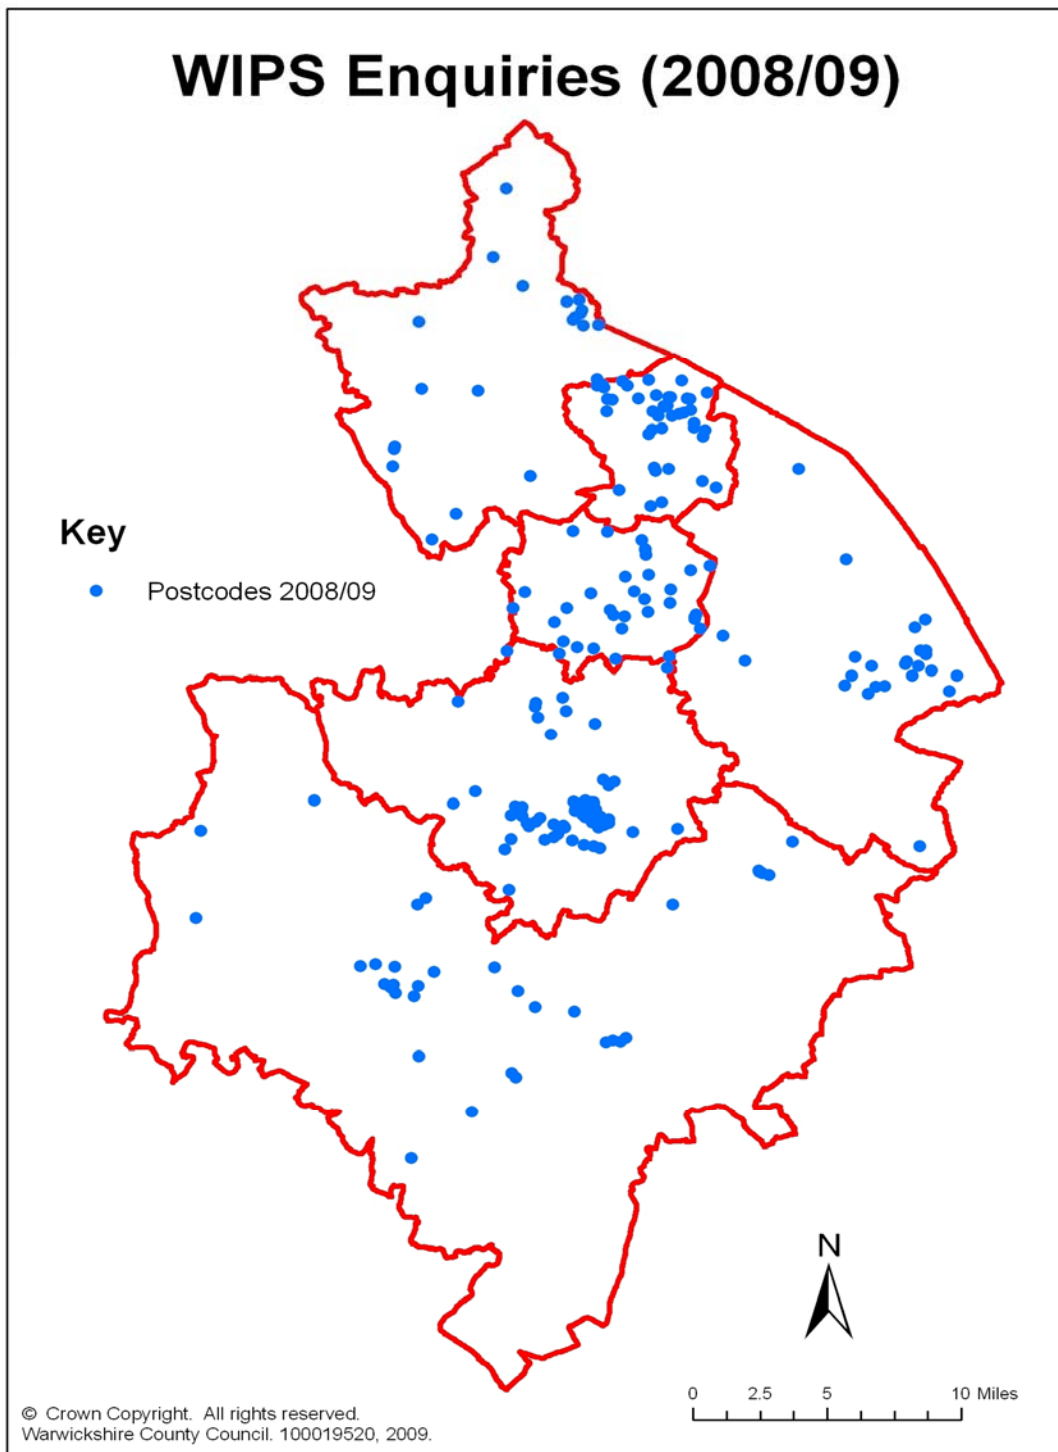 WIPS Enquiries (2008/09)
Key
Postcodes 2008/09
N
0 2.5 5 10 Miles
© Crown Copyright. All rights reserved.
Warwickshire County Council. 100019520, 2009.